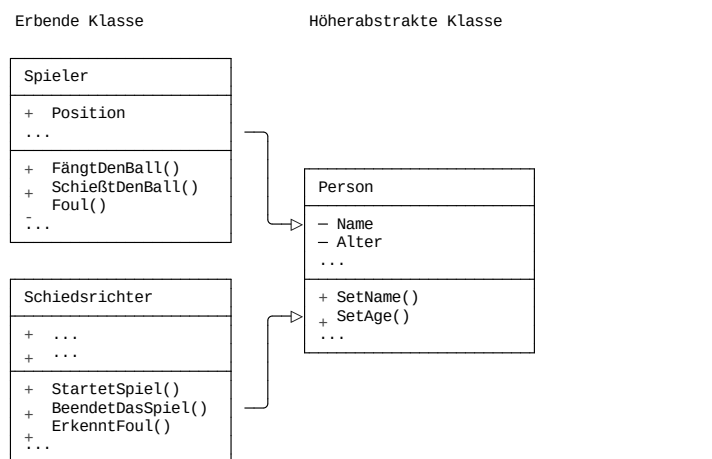 Erbende Klasse
Höherabstrakte Klasse
Spieler
+ Position
...
+ FängtDenBall()
+ SchießtDenBall()
- Foul()
...
Person
– Name
– Alter
...
+ SetName()
+ SetAge()
...
Schiedsrichter
+ ...
+ ...
+ StartetSpiel()
+ BeendetDasSpiel()
+ ErkenntFoul()
...